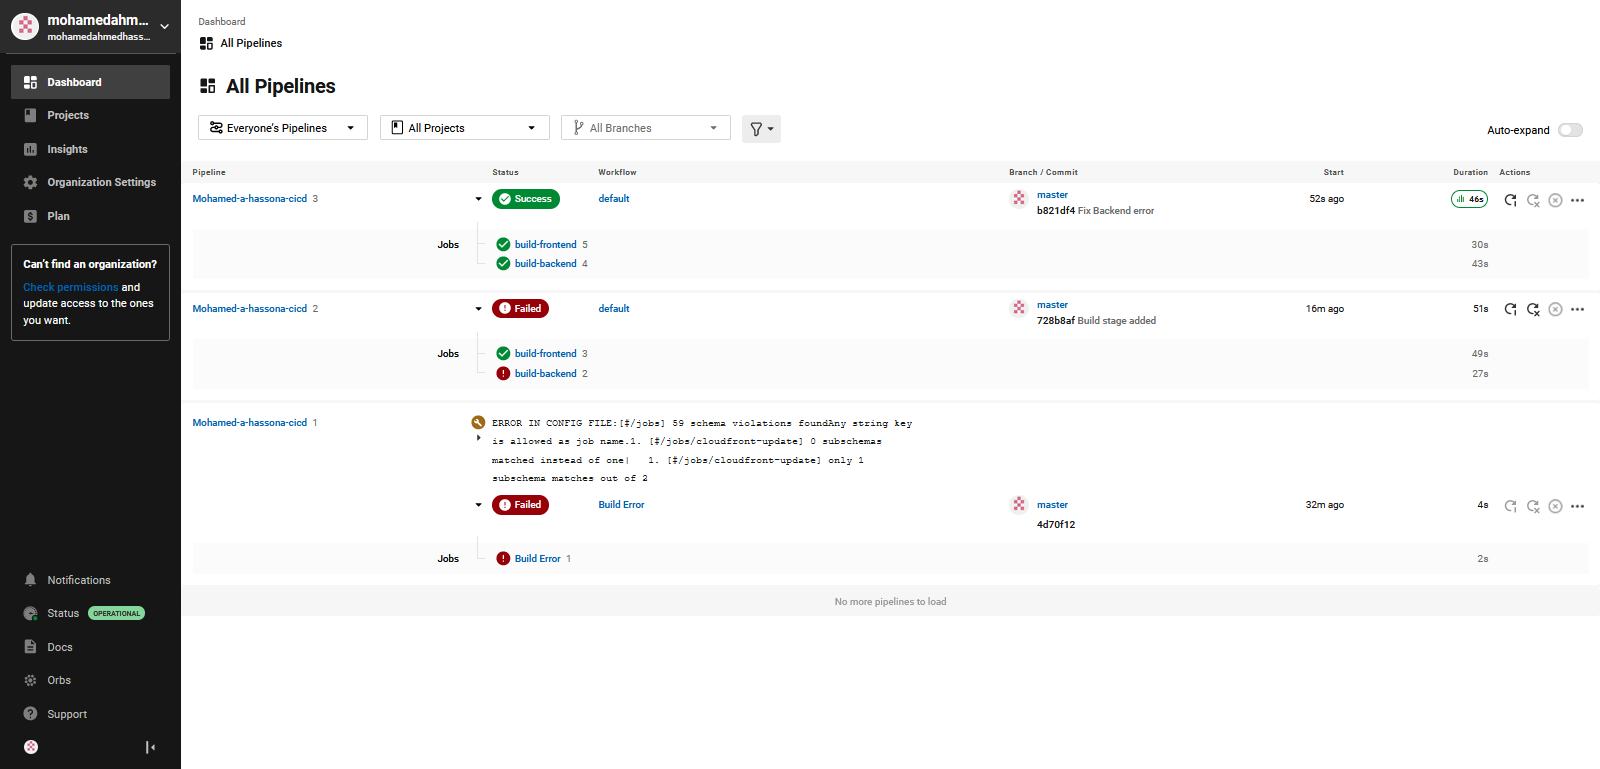 mohamedahm...
mohamedahmedhass...
Dashboard
Projects
Insights
Organization Settings
Plan
Can't find an organization?
Check permissions and
update access to the ones
you want.
Notifications
Status OPERATIONAL
Docs
Orbs
Support
Dashboard
All Pipelines
All Pipelines
Everyone's Pipelines All Projects All Branches
Auto-expand
Pipeline Status Workflow Branch / Commit Start Duration Actions
Mohamed-a-hassona-cicd 3 Success default master 52s ago 46s
b821df4 Fix Backend error
Jobs build-frontend 5 30s
build-backend 4 43s
Mohamed-a-hassona-cicd 2 Failed default master 16m ago 51s
728b8af Build stage added
Jobs build-frontend 3 49s
build-backend 2 27s
Mohamed-a-hassona-cicd 1
ERROR IN CONFIG FILE:[#/jobs] 59 schema violations foundAny string key
is allowed as job name.1. [#/jobs/cloudfront-update] 0 subschemas
matched instead of one| 1. [#/jobs/cloudfront-update] only 1
subschema matches out of 2
Failed Build Error master 32m ago 4s
4d70f12
Jobs Build Error 1 2s
No more pipelines to load